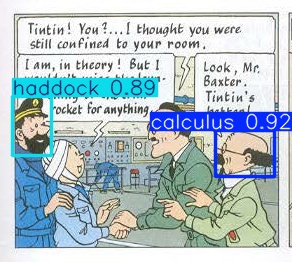 Tintin! You?...I thought you were
still confined to your room.
I am, in theory! But I
rocket for anything
Look, Mr.
Baxter.
Tintin's
haddock 0.89
calculus 0.92